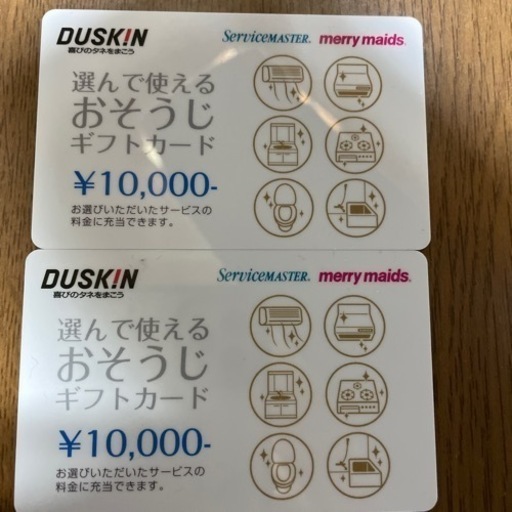 DUSKIN
喜びのタネをまこう
ServiceMASTER. merry maids.
選んで使える
おそうじ
ギフトカード
¥10,000-
お選びいただいたサービスの
料金に充当できます。
DUSKIN
喜びのタネをまこう
ServiceMASTER. merry maids.
選んで使える
おそうじ
ギフトカード
¥10,000-
お選びいただいたサービスの
料金に充当できます。